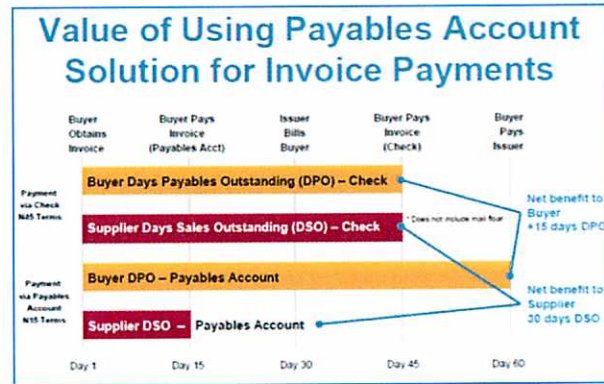 Value of Using Payables Account
Solution for Invoice Payments
Buyer
Obtains
Invoice
Buyer Pays
Invoice
(Payables Acct)
Issuer
Bills
Buyer
Buyer Pays
Invoice
(Check)
Buyer
Pays
Issuer
Payment
via Check
N45 Terms
Buyer Days Payables Outstanding (DPO) – Check
Supplier Days Sales Outstanding (DSO) – Check
* Does not include mail float
Net benefit to
Buyer
+15 days DPO
Payment
via Payables
Account
N15 Terms
Buyer DPO – Payables Account
Supplier DSO – Payables Account
Net benefit to
Supplier
30 days DSO
Day 1
Day 15
Day 30
Day 45
Day 60